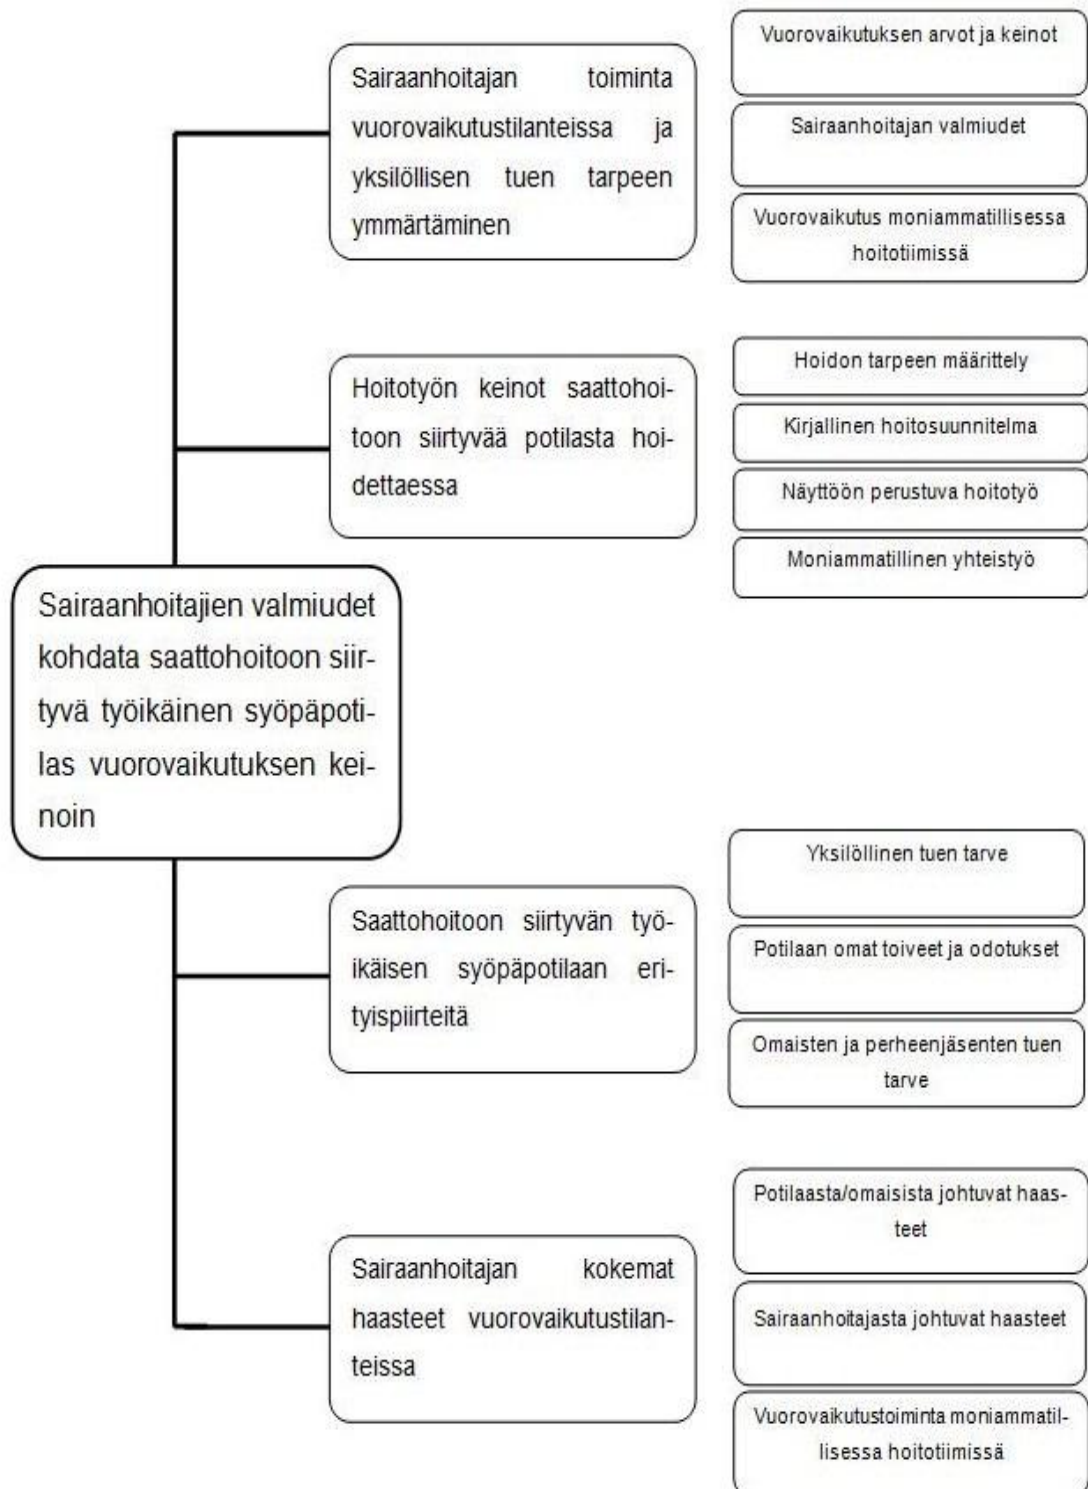 Vuorovaikutuksen arvot ja keinot
Sairaanhoitajan toiminta
vuorovaikutustilanteissa ja
yksilöllisen tuen tarpeen
ymmärtäminen
Sairaanhoitajan valmiudet
Vuorovaikutus moniammatillisessa
hoitotiimissä
Hoitotyön keinot saattohoi-
toon siirtyvää potilasta hoi-
dettaessa
Hoidon tarpeen määrittely
Kirjallinen hoitosuunnitelma
Näyttöön perustuva hoitotyö
Moniammatillinen yhteistyö
Sairaanhoitajien valmiudet
kohdata saattohoitoon siir-
tyvä työikäinen syöpäpoti-
las vuorovaikutuksen kei-
noin
Saattohoitoon siirtyvän työ-
ikäisen syöpäpotilaan eri-
tyispiirteitä
Yksilöllinen tuen tarve
Potilaan omat toiveet ja odotukset
Omaisten ja perheenjäsenten tuen
tarve
Sairaanhoitajan kokemat
haasteet vuorovaikutustilan-
teissa
Potilaasta/omaisista johtuvat haas-
teet
Sairaanhoitajasta johtuvat haasteet
Vuorovaikutustoiminta moniammatil-
lisessa hoitotiimissä